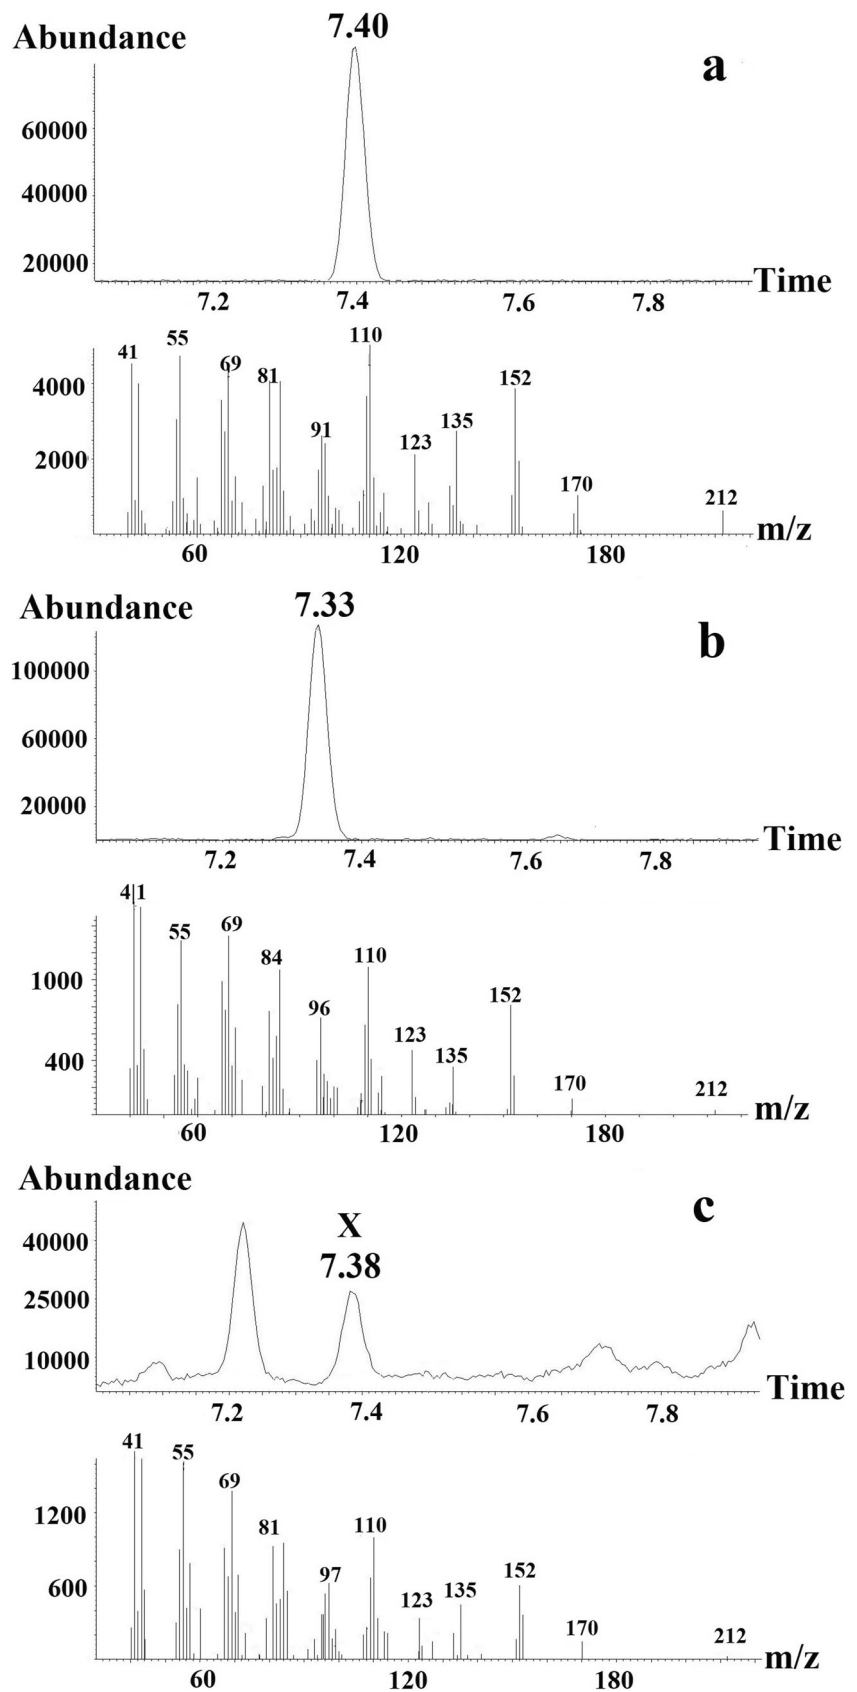 Abundance
7.40
a
60000
40000
20000
Time
7.2 7.4 7.6 7.8
110
55
41
69
81
152
4000
135
91
123
2000
170
212
m/z
60 120 180
Abundance
7.33
b
100000
60000
20000
Time
7.2 7.4 7.6 7.8
41
69
55
84
110
1000
152
96
123
135
400
170
212
m/z
60 120 180
Abundance
c
X
7.38
40000
25000
10000
Time
7.2 7.4 7.6 7.8
41
55
69
1200
81
110
97
152
600
135
123
170
212
m/z
60 120 180